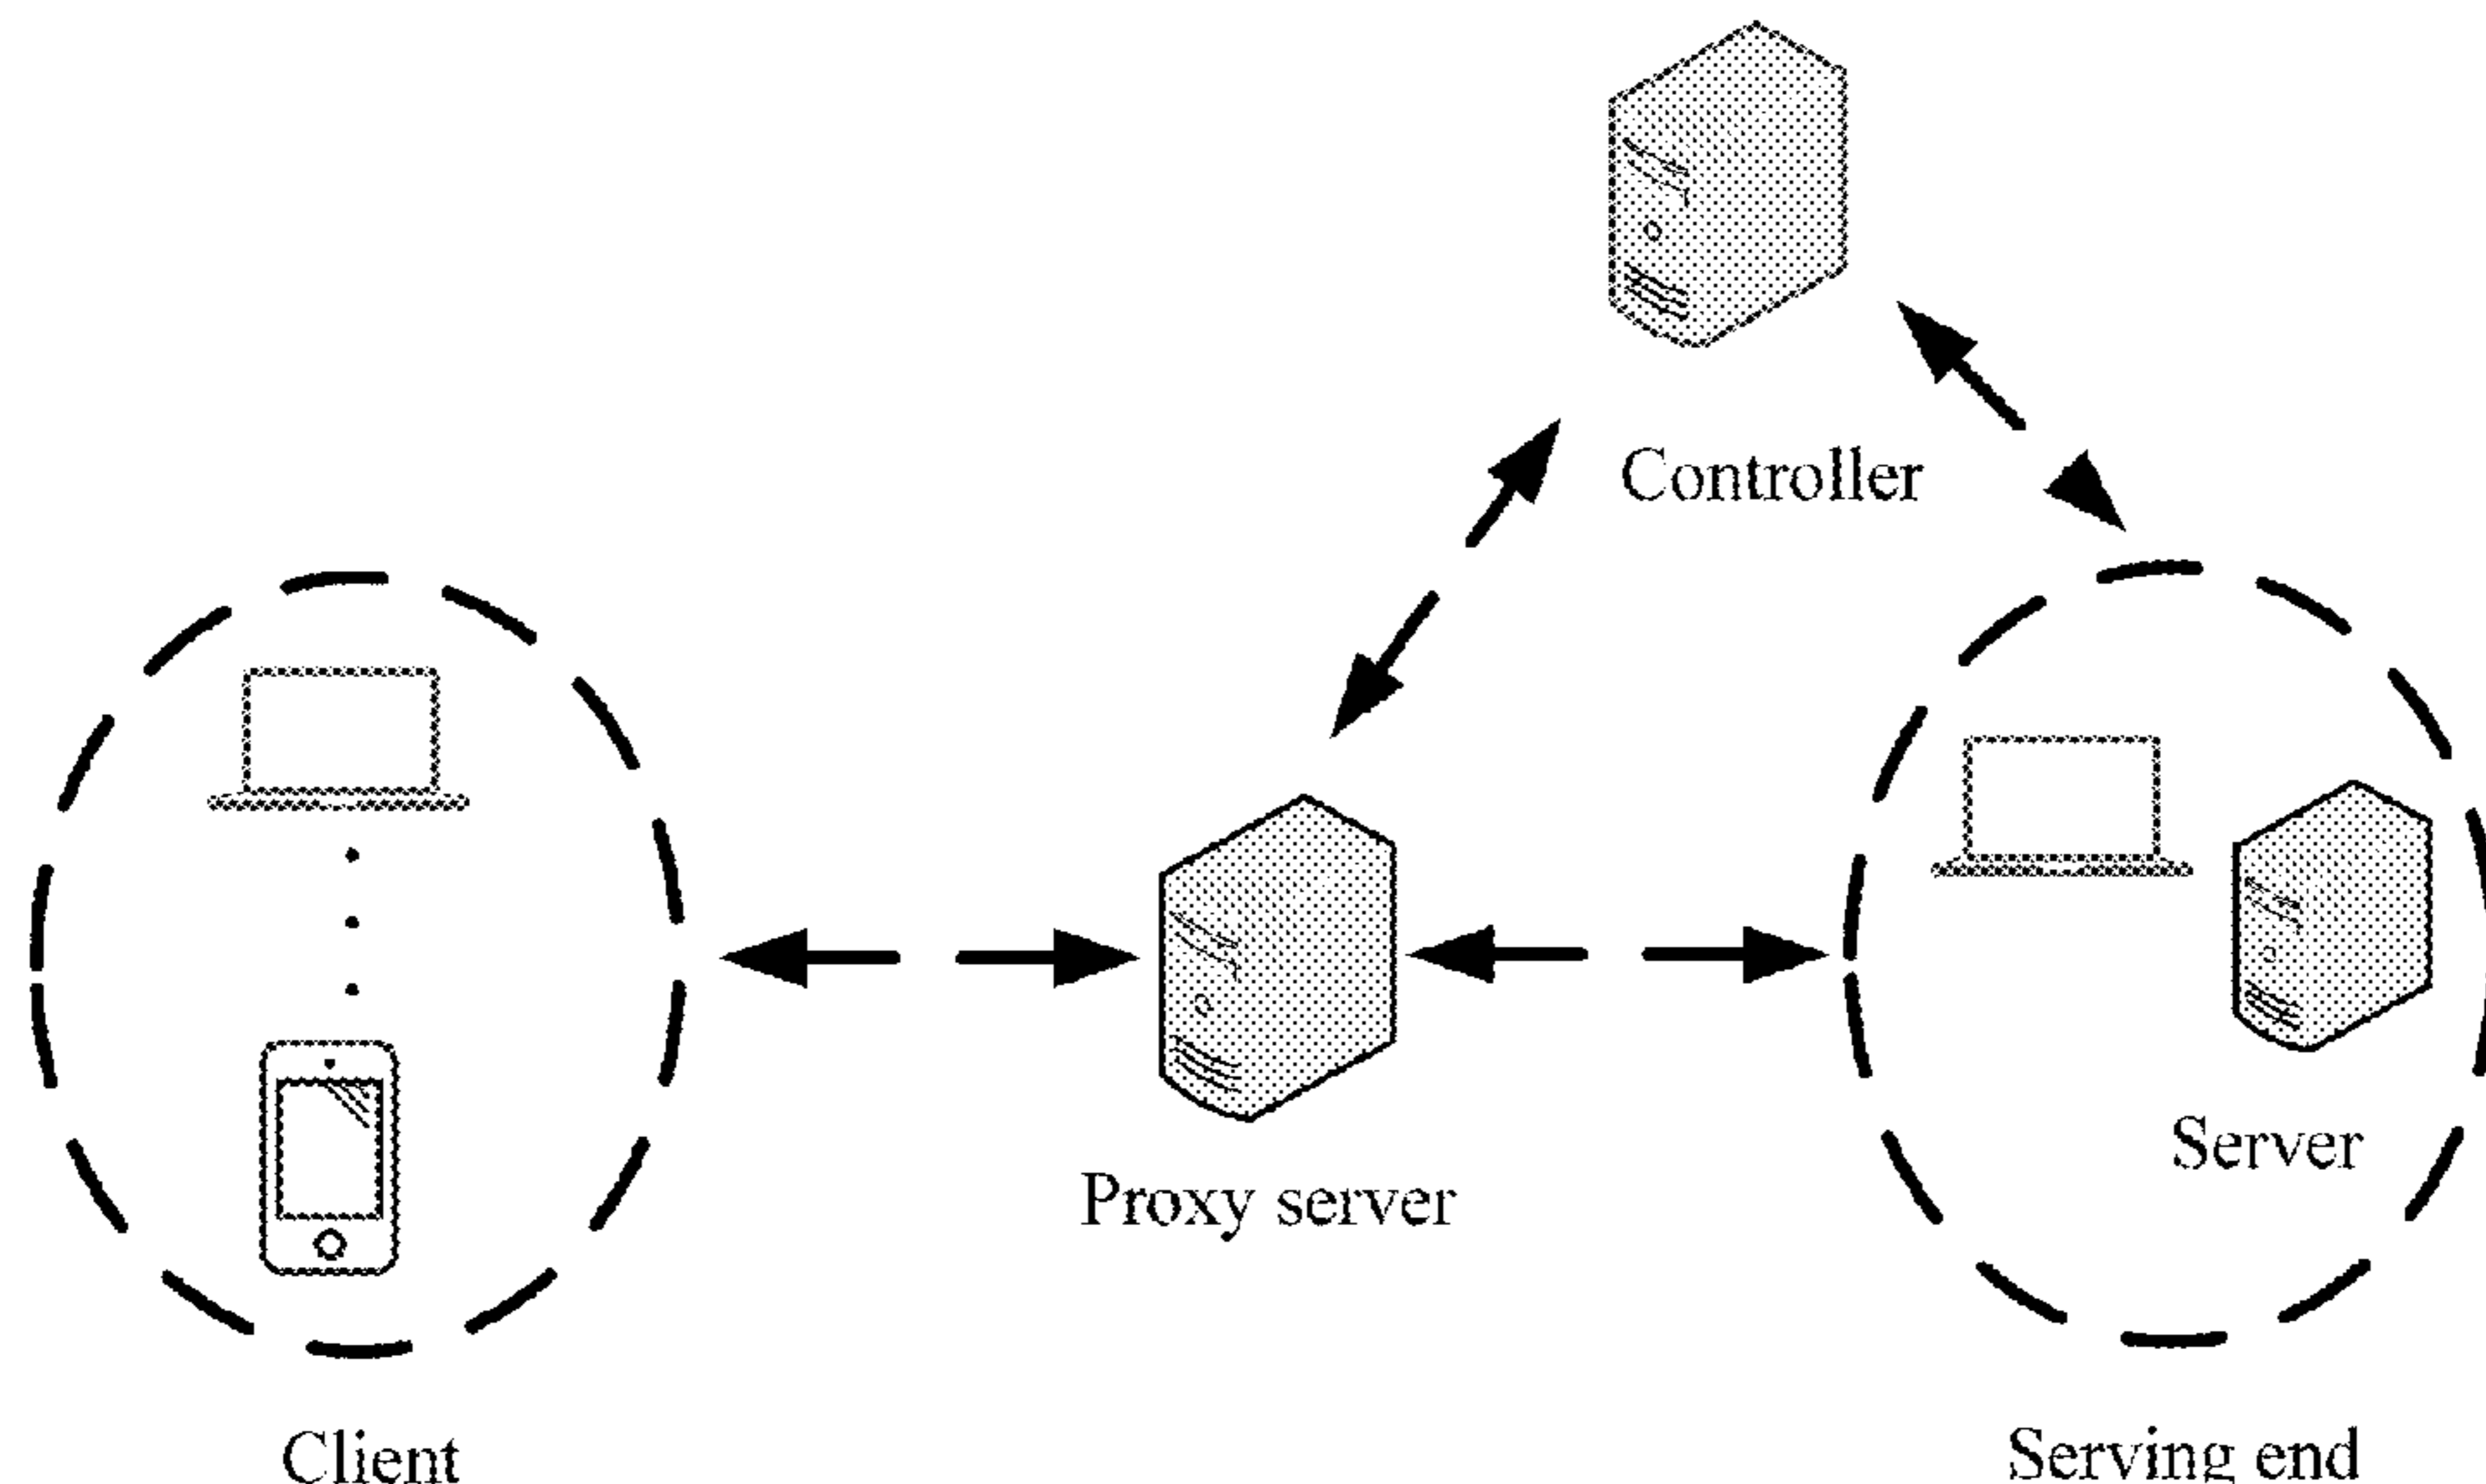 Controller
Server
Proxy server
Client
Serving end